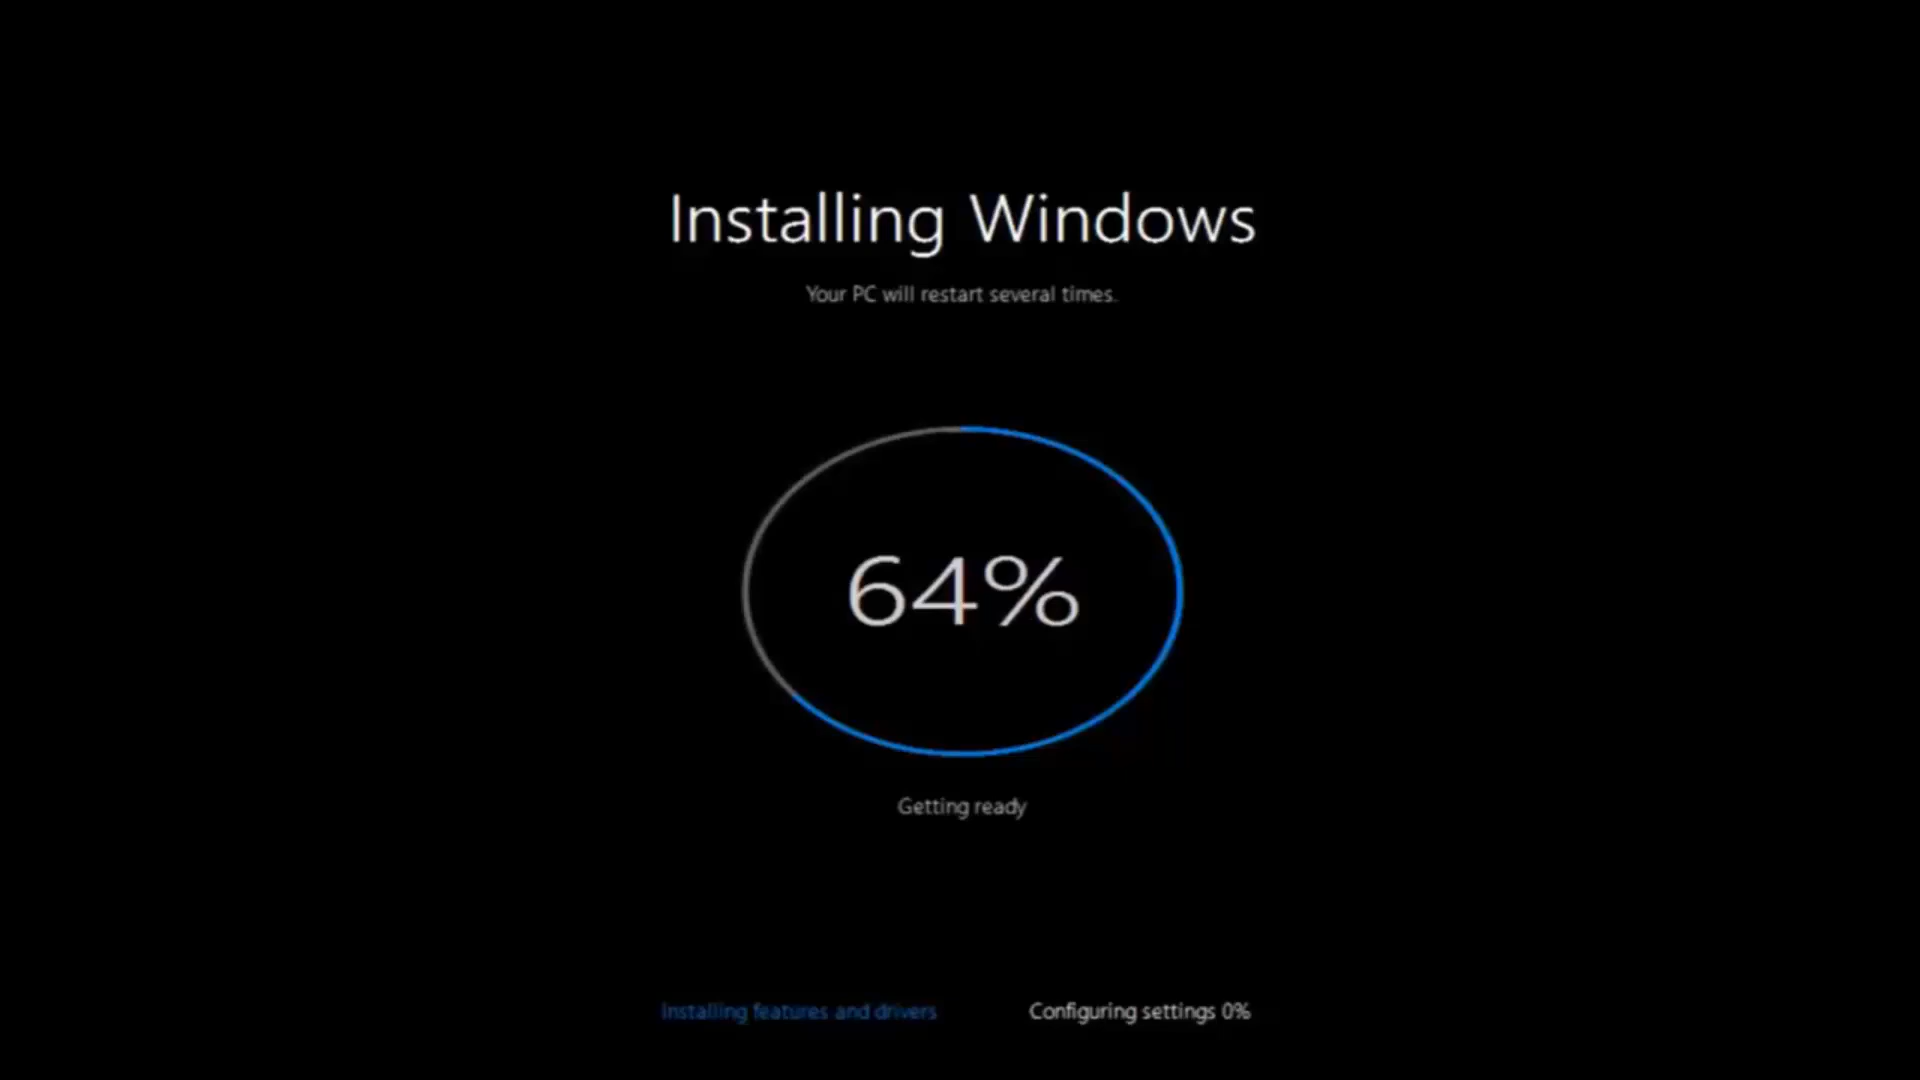 Installing Windows
Your PC will restart several times.
64%
Getting ready
Installing features and drivers
Configuring settings 0%